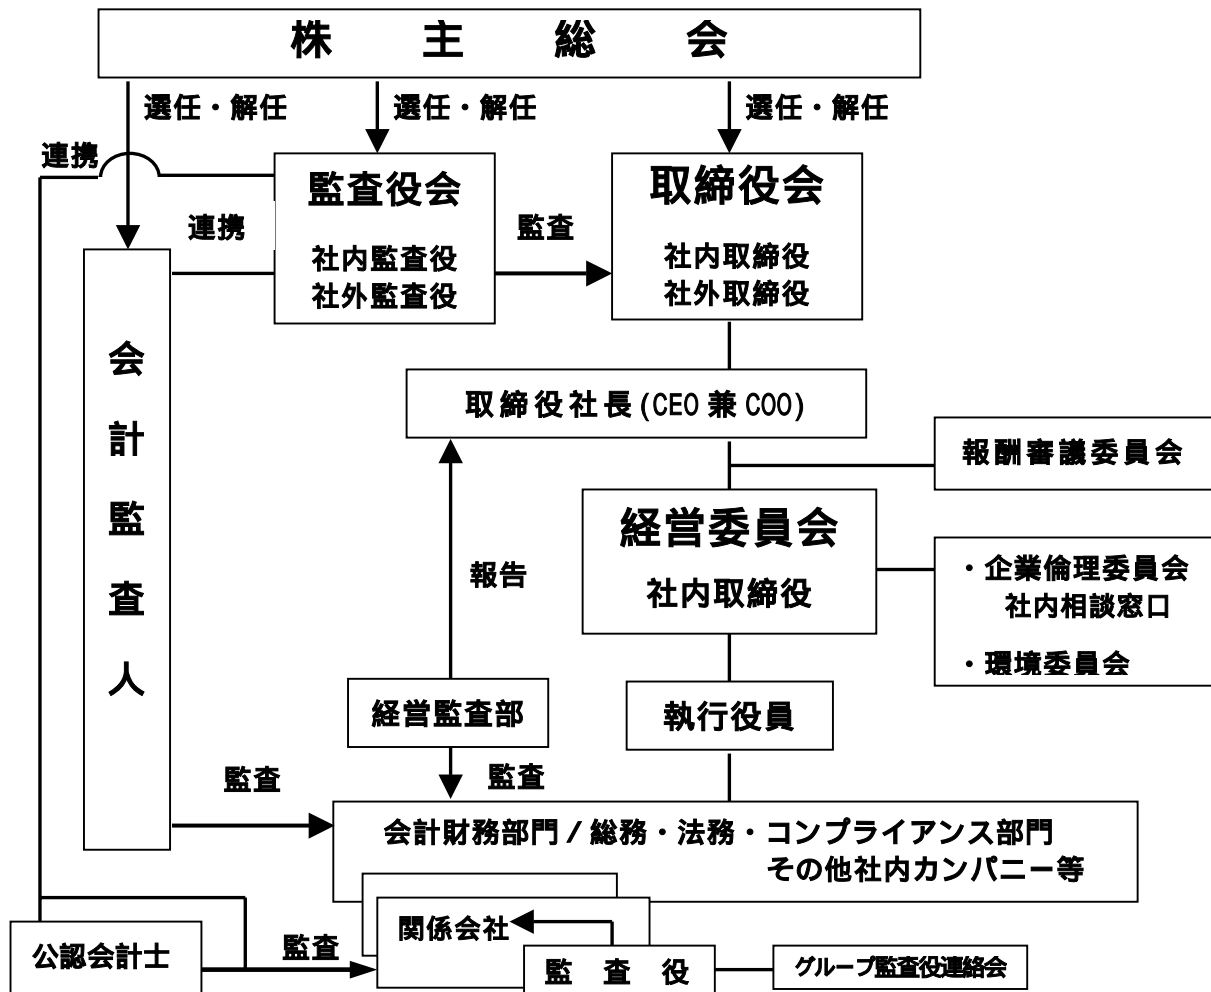 株主総会
選任・解任
選任・解任
選任・解任
連携
監査役会
社内監査役
社外監査役
連携
監査
取締役会
社内取締役
社外取締役
会計監査人
取締役社長(CEO兼COO)
報酬審議委員会
経営委員会
社内取締役
・企業倫理委員会
社内相談窓口
・環境委員会
報告
経営監査部
執行役員
監査
監査
会計財務部門/総務・法務・コンプライアンス部門
その他社内カンパニー等
関係会社
公認会計士
監査
監査役
グループ監査役連絡会